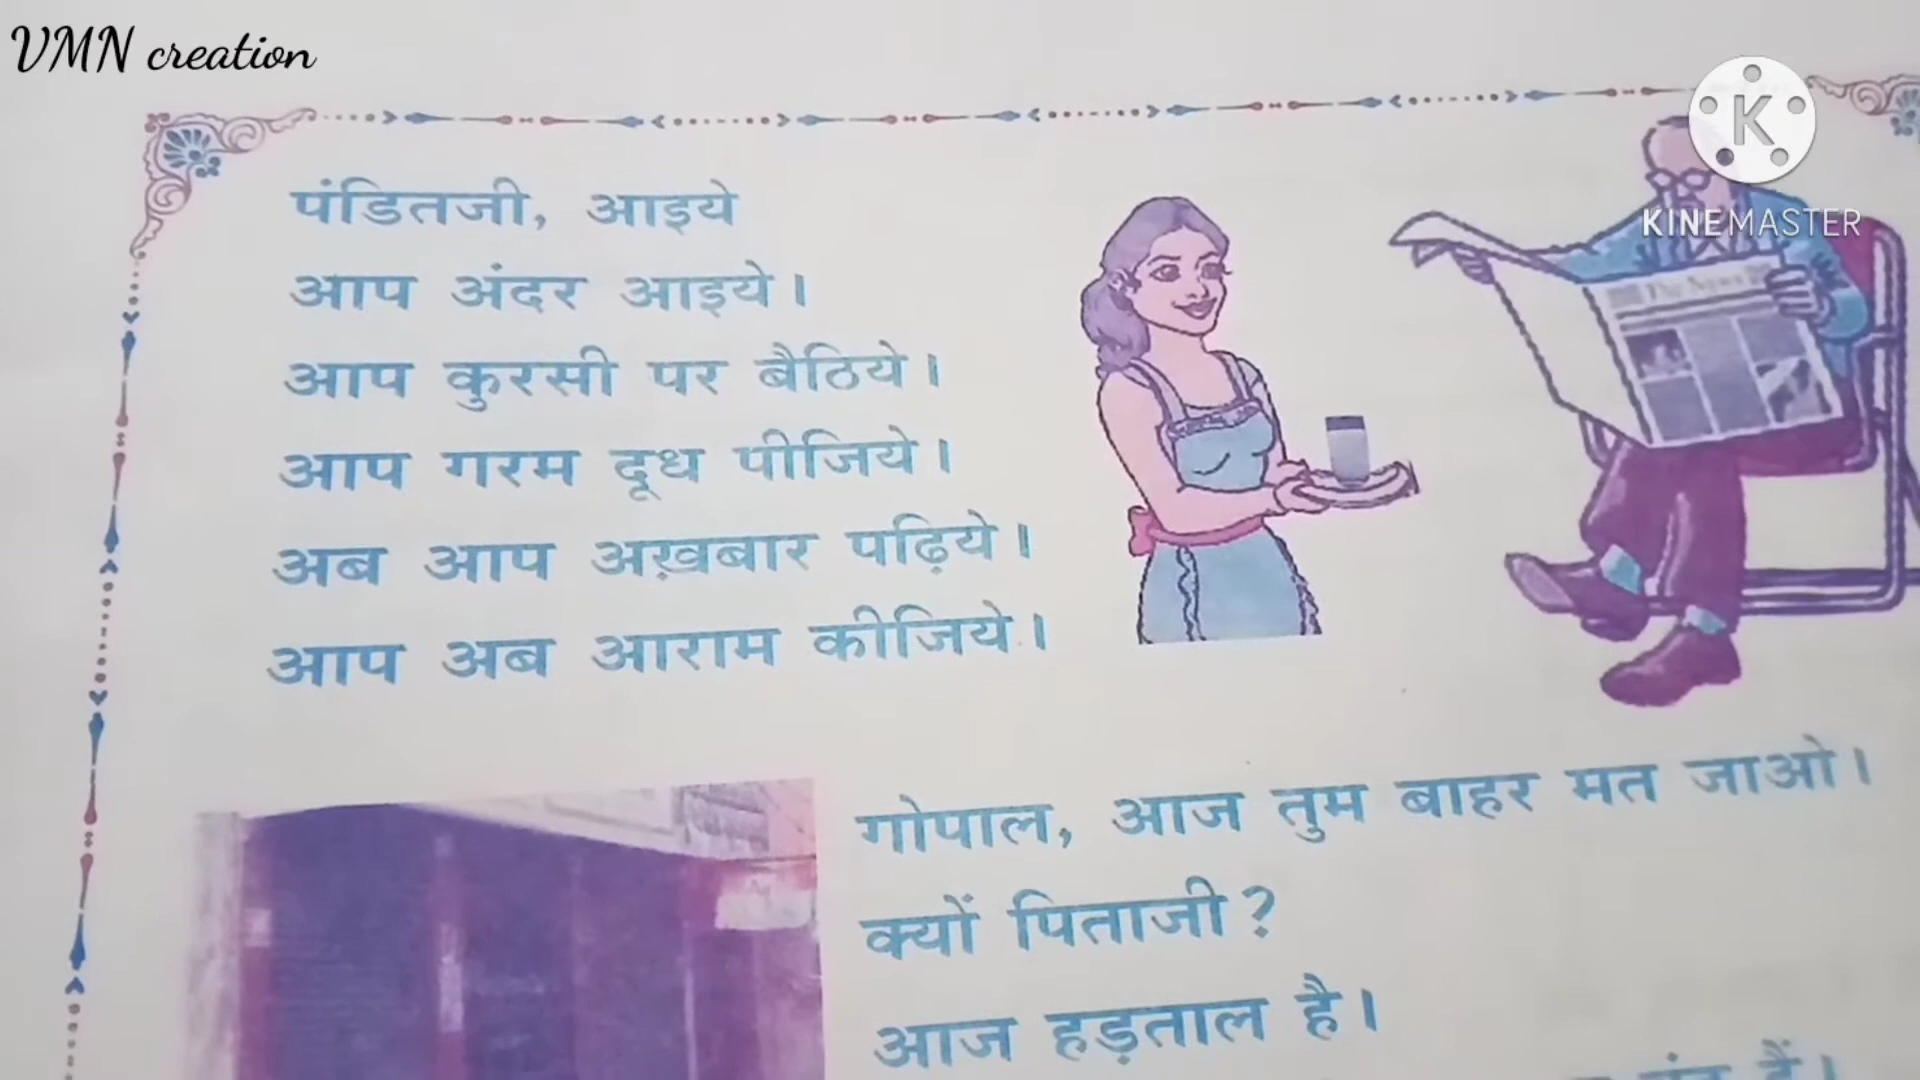 VMN creation
K
KINEMASTER
पंडितजी, आइये
आप अंदर आइये।
आप कुरसी पर बैठिये।
आप गरम दूध पीजिये।
अब आप अख़बार पढ़िये।
आप अब आराम कीजिये।
गोपाल, आज तुम बाहर मत जाओ।
क्यों पिताजी?
आज हड़ताल है।
हैं।